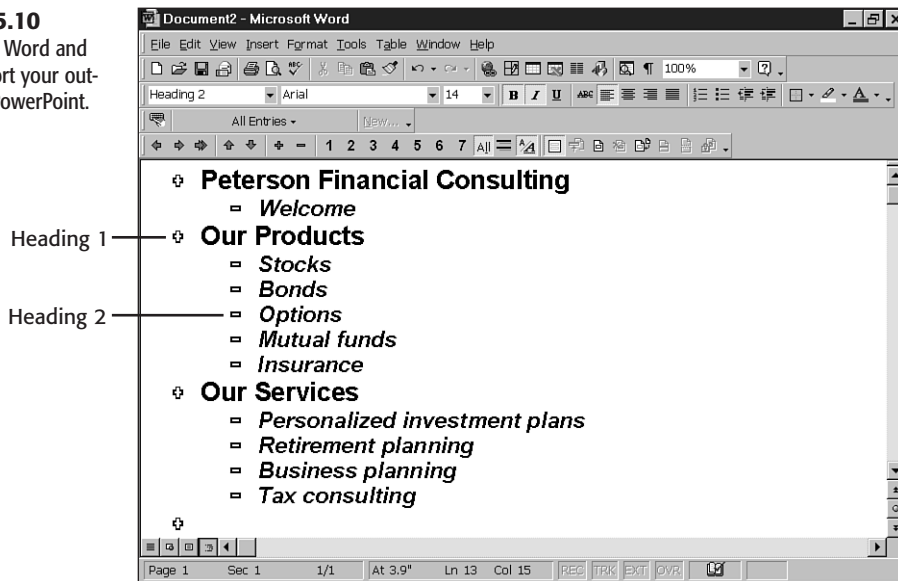 5.10
Word and
rt your out-
owerPoint.
Document2 - Microsoft Word
File Edit View Insert Format Tools Table Window Help
100%
Heading 2 Arial 14 B I U ABC
All Entries New...
1 2 3 4 5 6 7 All
Peterson Financial Consulting
Welcome
Heading 1
Our Products
Stocks
Bonds
Heading 2
Options
Mutual funds
Insurance
Our Services
Personalized investment plans
Retirement planning
Business planning
Tax consulting
Page 1 Sec 1 1/1 At 3.9" Ln 13 Col 15 REC TRK EXT OVR